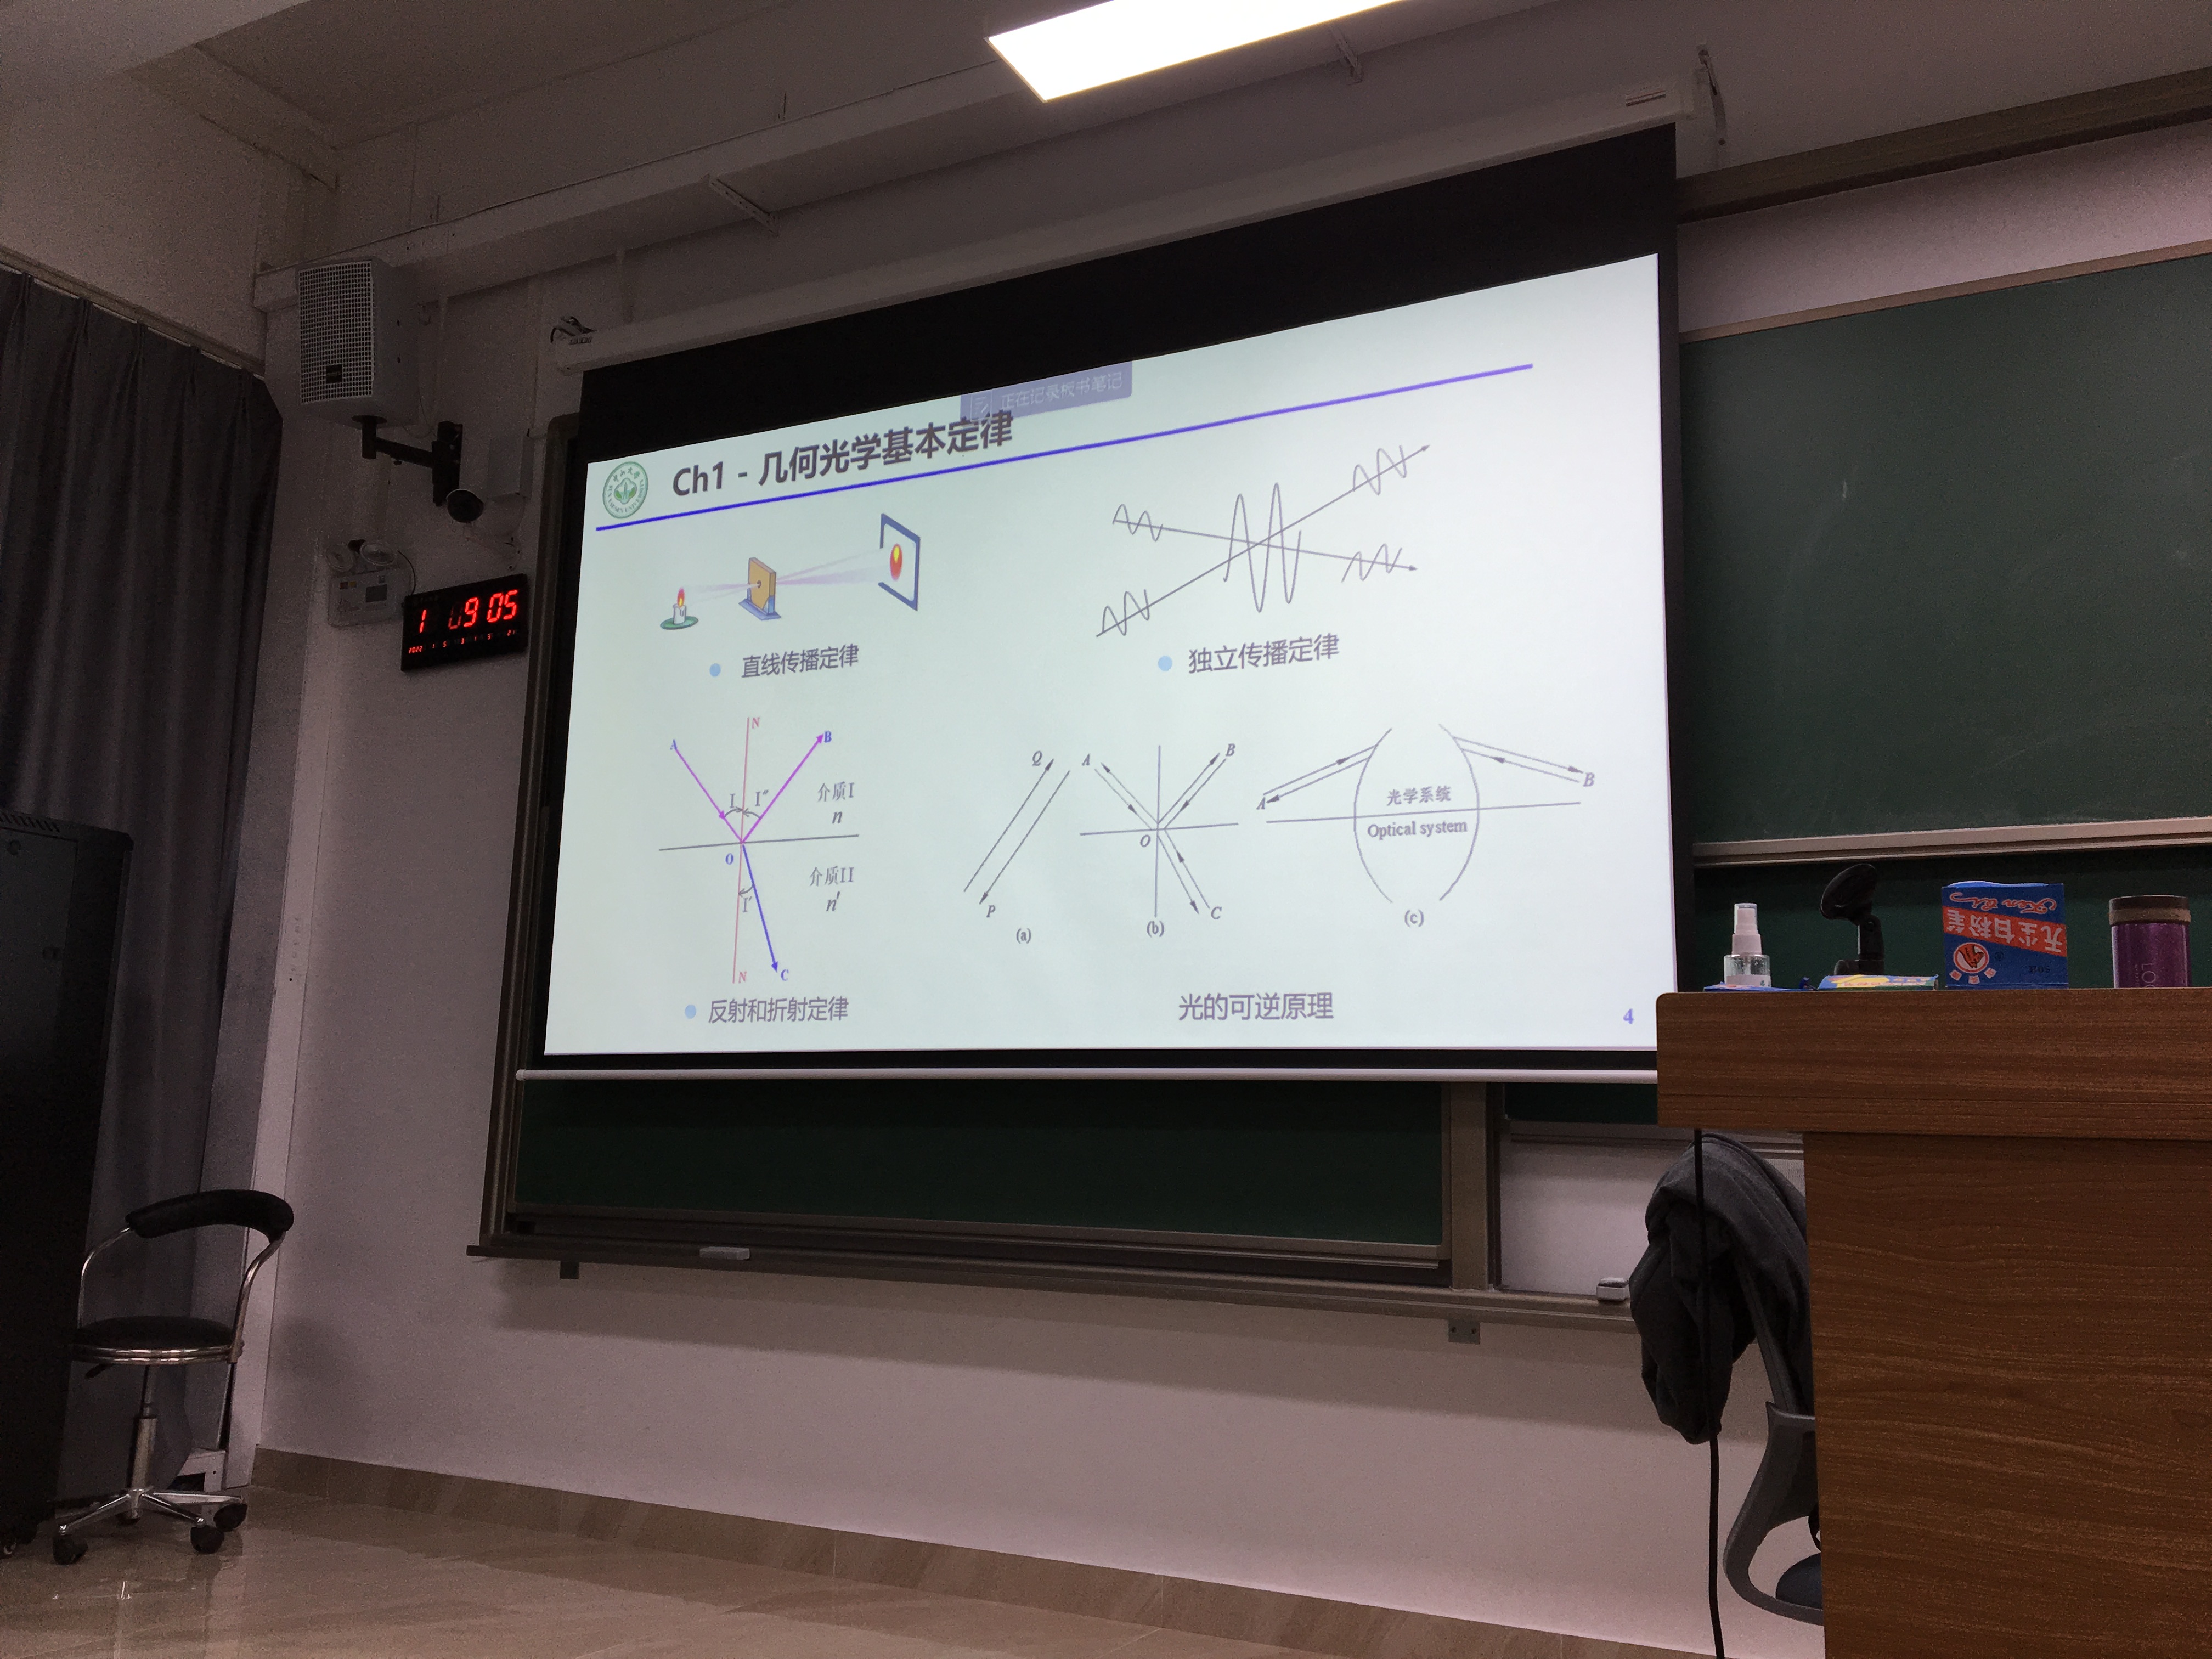 正在记录板书笔记
Ch1 - 几何光学基本定律
直线传播定律
独立传播定律
N
A
B
I
I"
介质I
n
O
介质II
n'
I'
N
C
反射和折射定律
Q
P
(a)
A
B
O
C
(b)
A
B
光学系统
Optical system
(c)
光的可逆原理
4
1 09 05
2022
无尘白粉笔